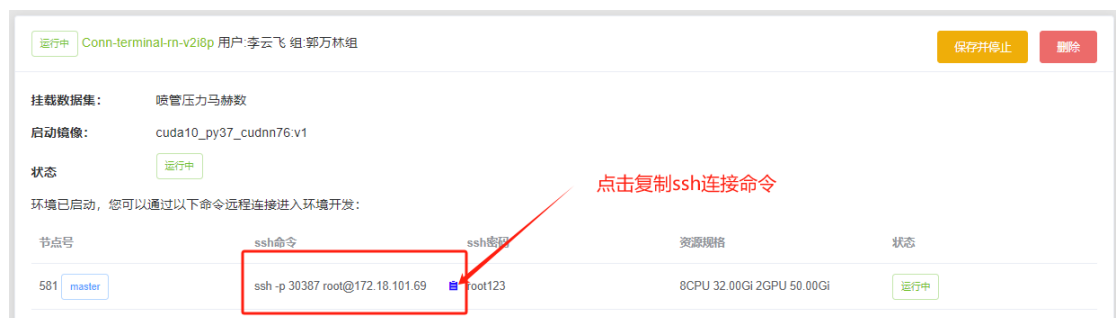 运行中 Conn-terminal-rn-v2i8p 用户:李云飞 组:郭万林组 保存并停止 删除
挂载数据集： 喷管压力马赫数
启动镜像： cuda10_py37_cudnn76:v1
状态 运行中
点击复制ssh连接命令
环境已启动，您可以通过以下命令远程连接进入环境开发：
节点号 ssh命令 ssh密码 资源规格 状态
581 master ssh -p 30387 root@172.18.101.69 root123 8CPU 32.00Gi 2GPU 50.00Gi 运行中